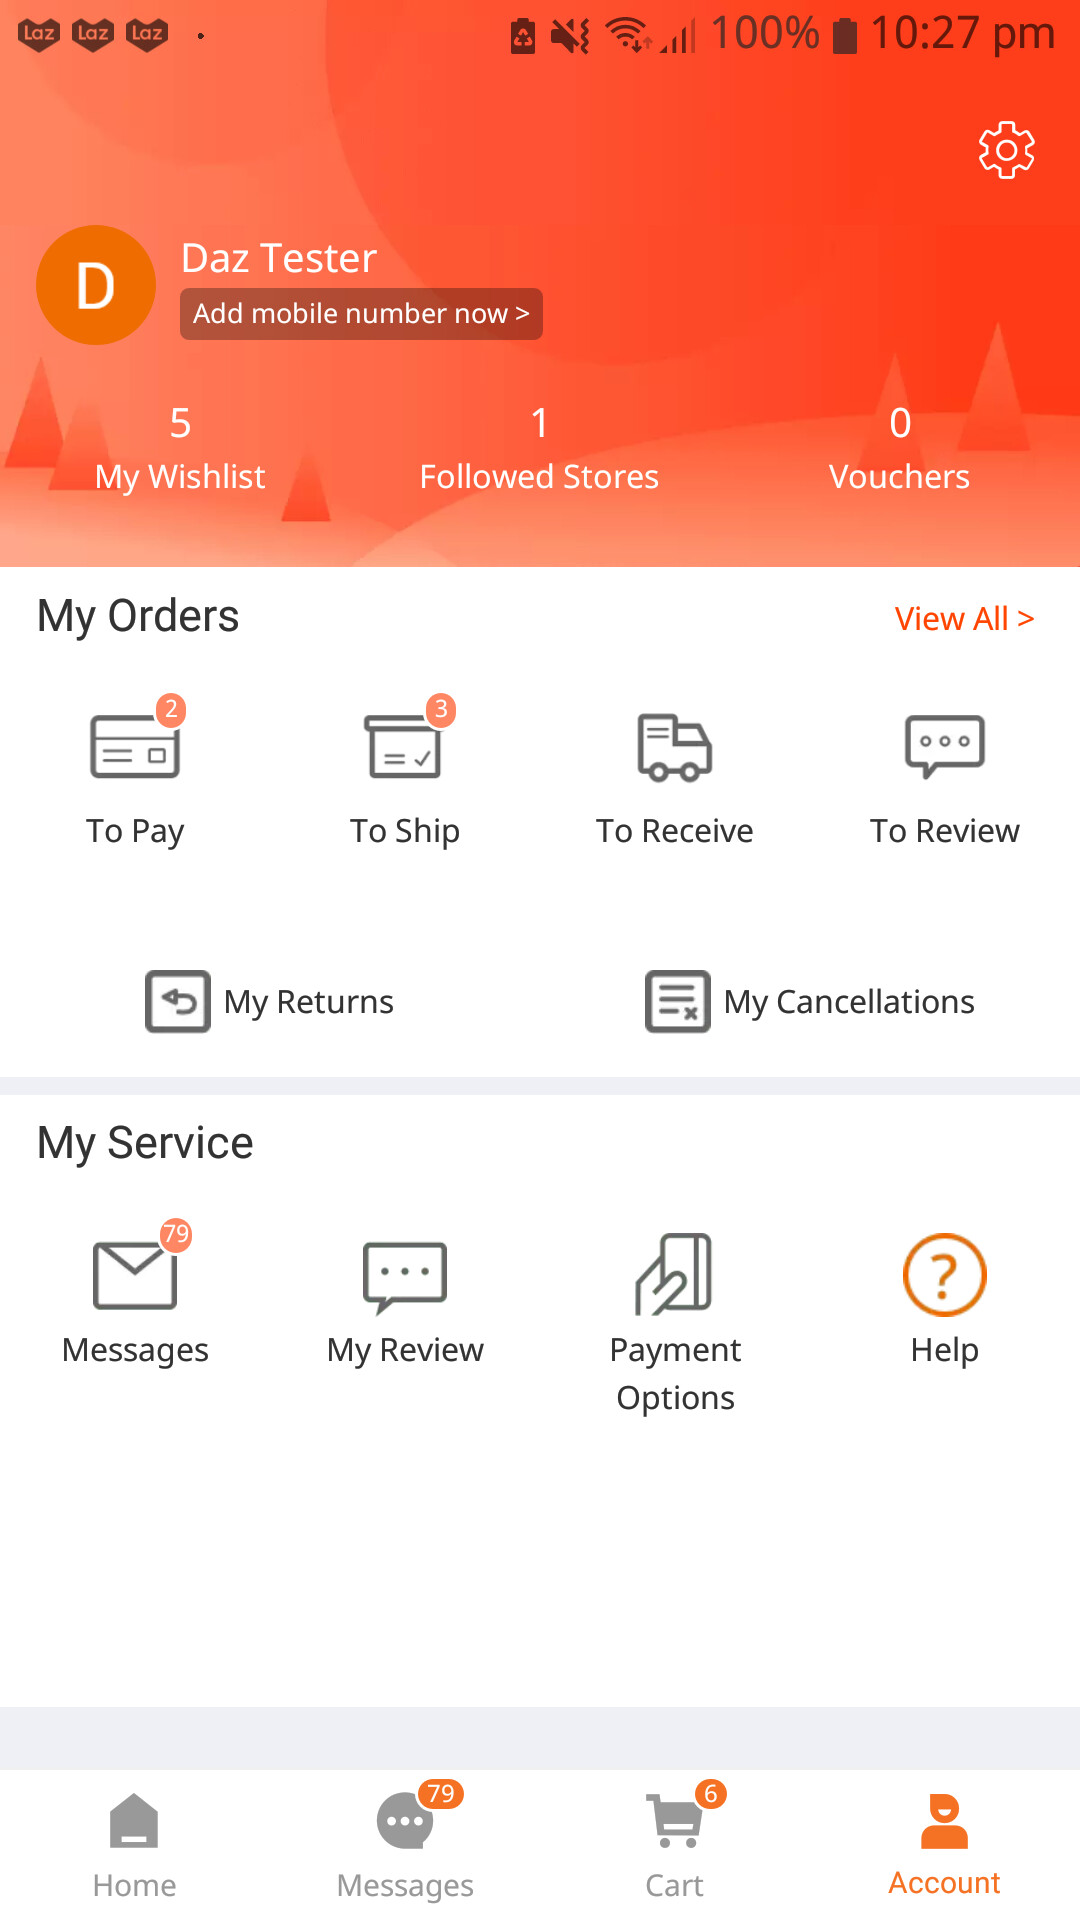 Laz Laz Laz 100% 10:27 pm
D
Daz Tester
Add mobile number now >
5 1 0
My Wishlist Followed Stores Vouchers
My Orders View All >
2 3
To Pay To Ship To Receive To Review
My Returns My Cancellations
My Service
79
?
Messages My Review Payment Options Help
79 6
Home Messages Cart Account